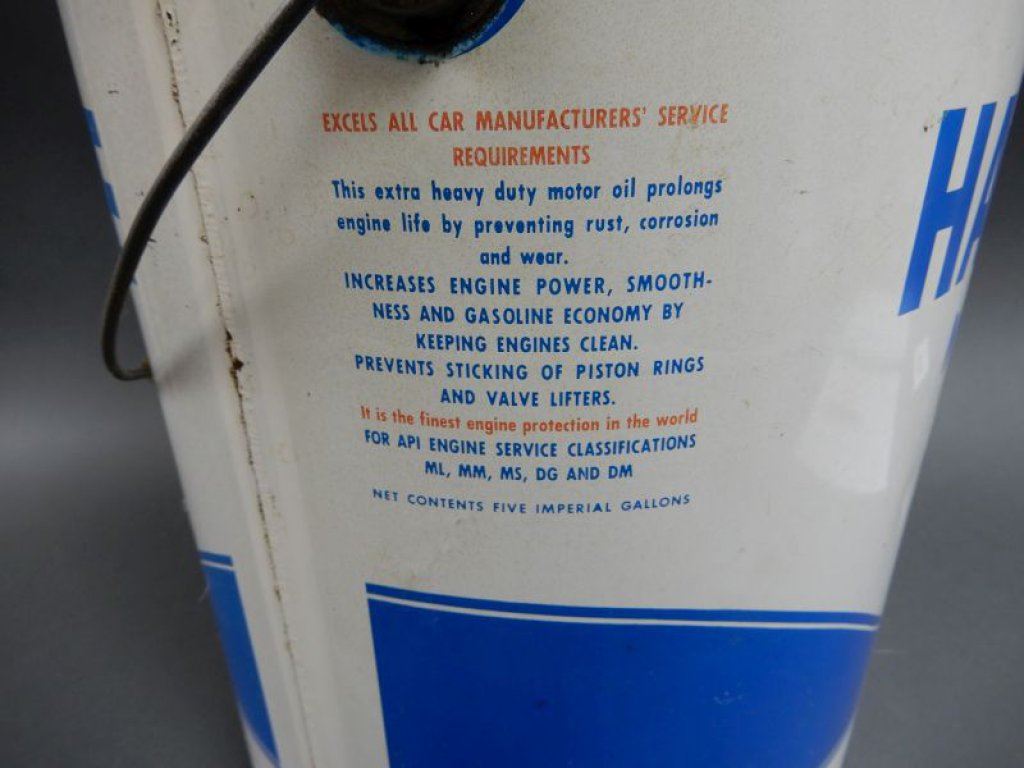 EXCELS ALL CAR MANUFACTURERS' SERVICE
REQUIREMENTS
This extra heavy duty motor oil prolongs
engine life by preventing rust, corrosion
and wear.
INCREASES ENGINE POWER, SMOOTH-
NESS AND GASOLINE ECONOMY BY
KEEPING ENGINES CLEAN.
PREVENTS STICKING OF PISTON RINGS
AND VALVE LIFTERS.
It is the finest engine protection in the world
FOR API ENGINE SERVICE CLASSIFICATIONS
ML, MM, MS, DG AND DM
NET CONTENTS FIVE IMPERIAL GALLONS